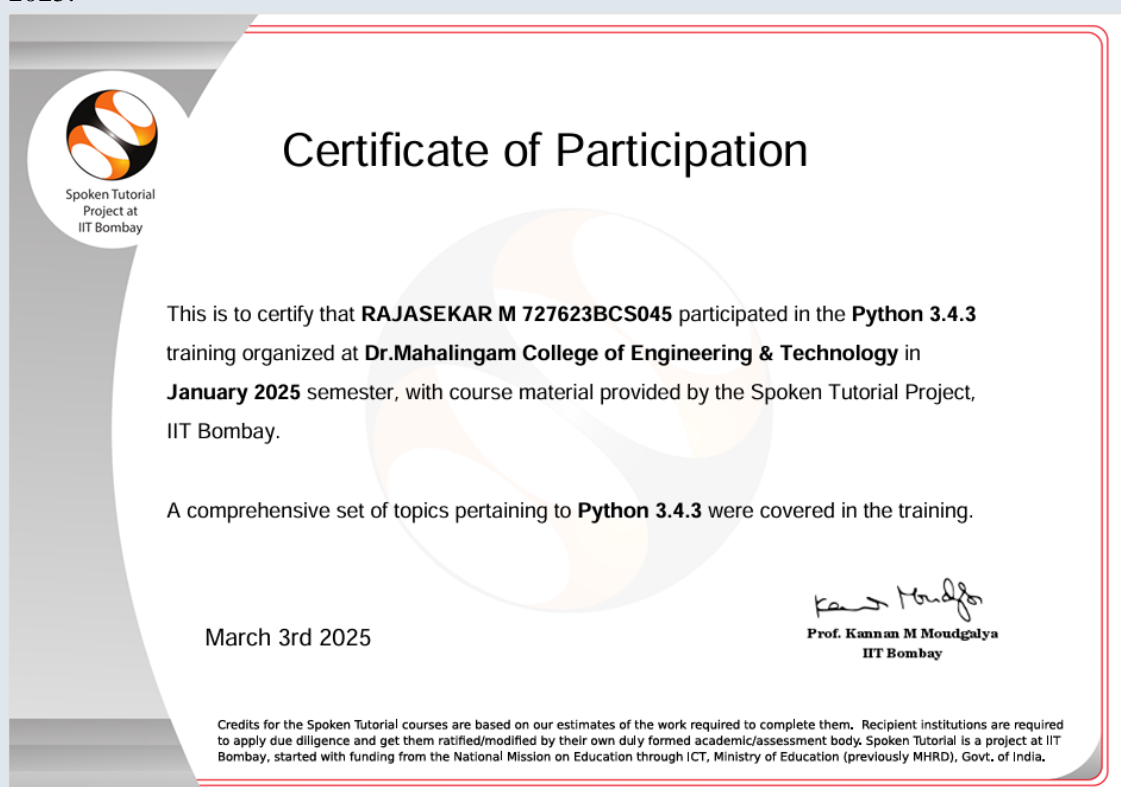 Spoken Tutorial
Project at
IIT Bombay
Certificate of Participation
This is to certify that RAJASEKAR M 727623BCS045 participated in the Python 3.4.3
training organized at Dr.Mahalingam College of Engineering & Technology in
January 2025 semester, with course material provided by the Spoken Tutorial Project,
IIT Bombay.
A comprehensive set of topics pertaining to Python 3.4.3 were covered in the training.
March 3rd 2025
Prof. Kannan M Moudgalya
IIT Bombay
Credits for the Spoken Tutorial courses are based on our estimates of the work required to complete them. Recipient institutions are required
to apply due diligence and get them ratified/modified by their own duly formed academic/assessment body. Spoken Tutorial is a project at IIT
Bombay, started with funding from the National Mission on Education through ICT, Ministry of Education (previously MHRD), Govt. of India.